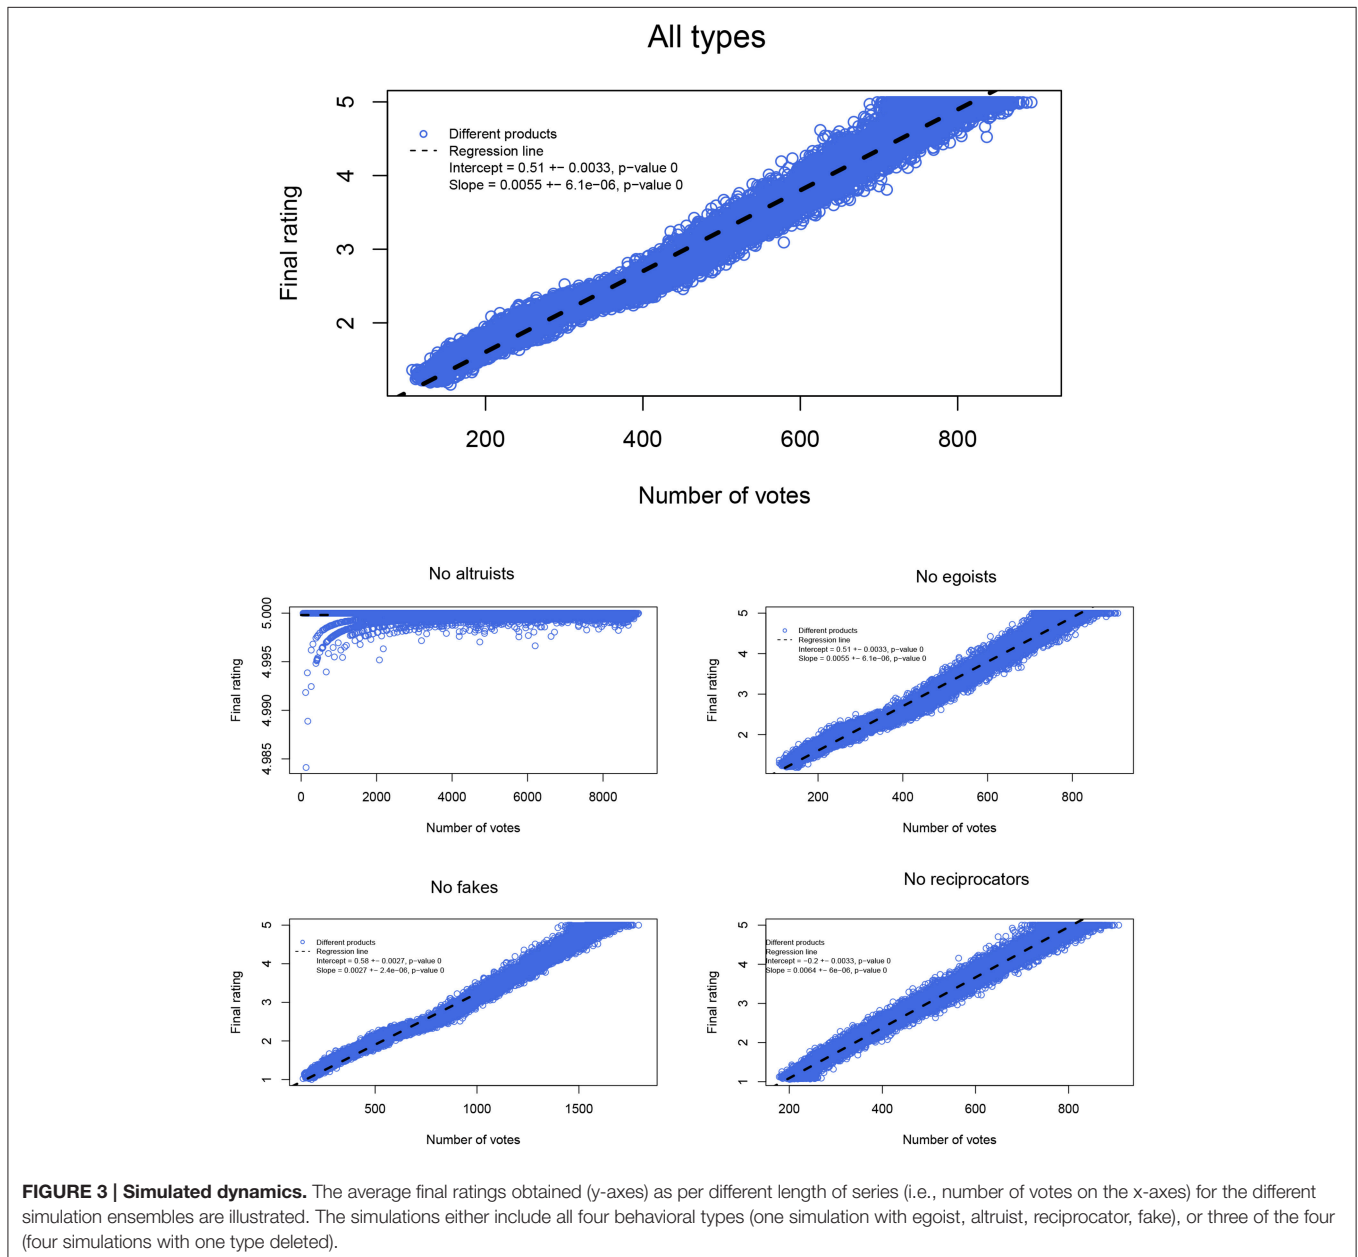 All types
5
4
3
2
Final rating
Different products
Regression line
Intercept = 0.51 +− 0.0033, p−value 0
Slope = 0.0055 +− 6.1e−06, p−value 0
200 400 600 800
Number of votes
No altruists
5.000
4.995
4.990
4.985
Final rating
0 2000 4000 6000 8000
Number of votes
No egoists
5
4
3
2
Final rating
Different products
Regression line
Intercept = 0.51 +− 0.0033, p−value 0
Slope = 0.0055 +− 6.1e−06, p−value 0
200 400 600 800
Number of votes
No fakes
5
4
3
2
1
Final rating
Different products
Regression line
Intercept = 0.58 +− 0.0027, p−value 0
Slope = 0.0027 +− 2.4e−06, p−value 0
500 1000 1500
Number of votes
No reciprocators
5
4
3
2
1
Final rating
Different products
Regression line
Intercept = −0.2 +− 0.0033, p−value 0
Slope = 0.0064 +− 6e−06, p−value 0
200 400 600 800
Number of votes
FIGURE 3 | Simulated dynamics. The average final ratings obtained (y-axes) as per different length of series (i.e., number of votes on the x-axes) for the different
simulation ensembles are illustrated. The simulations either include all four behavioral types (one simulation with egoist, altruist, reciprocator, fake), or three of the four
(four simulations with one type deleted).